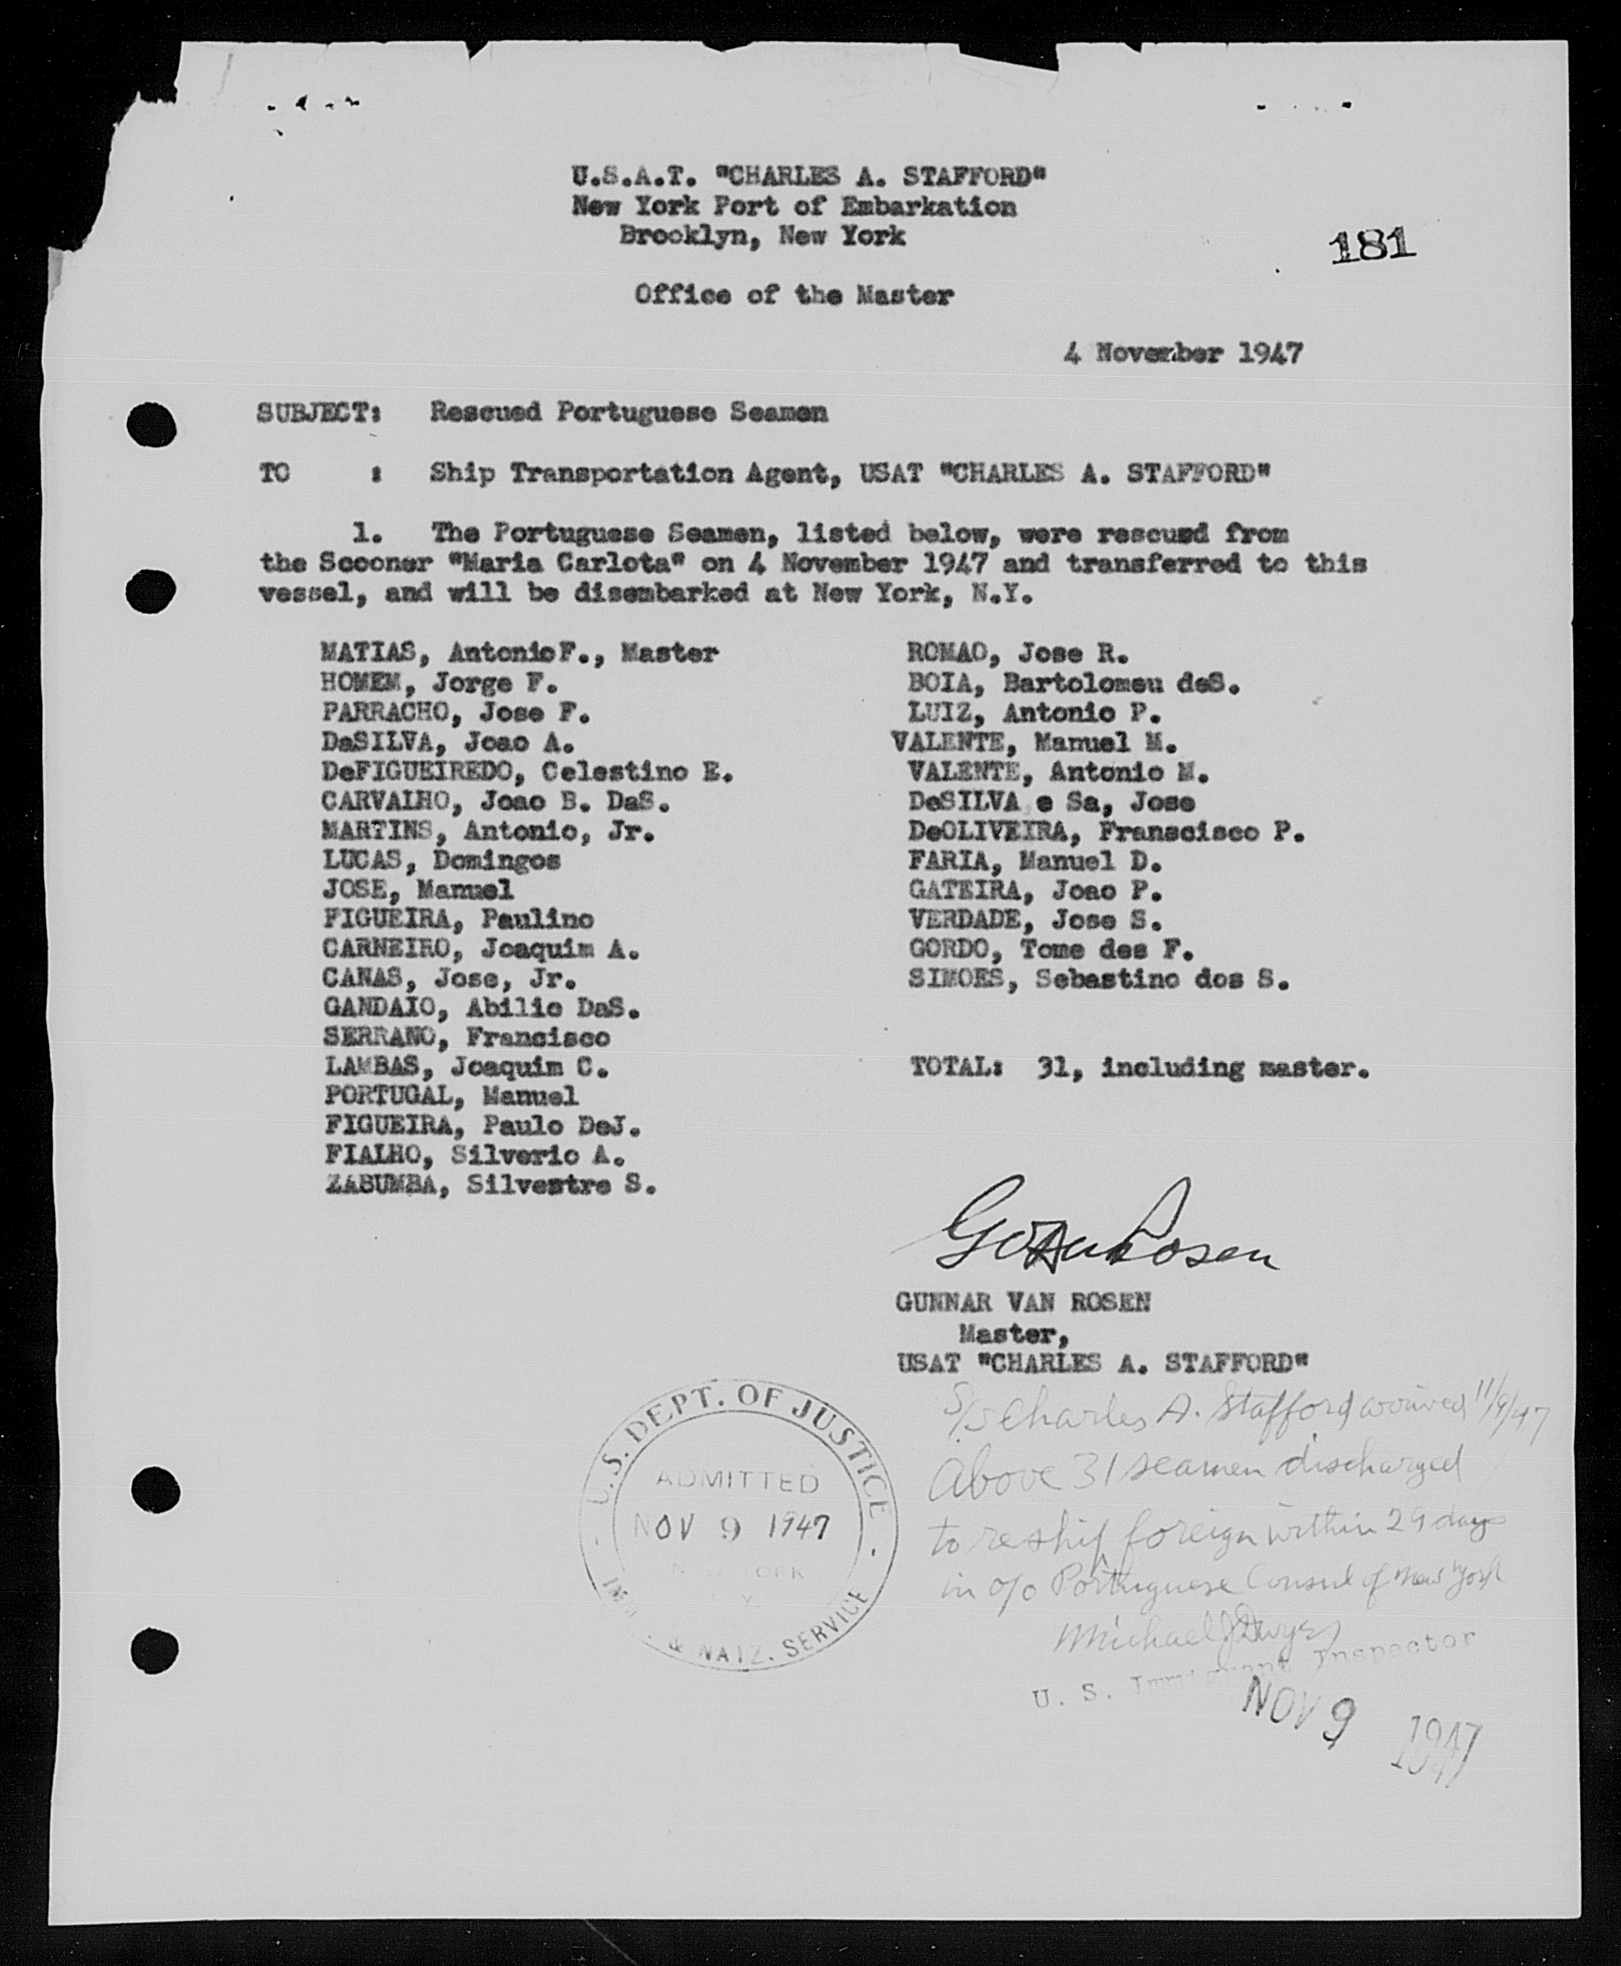 U.S.A.T. "CHARLES A. STAFFORD"
New York Port of Embarkation
Brooklyn, New York
181
Office of the Master
4 November 1947
SUBJECT: Rescued Portuguese Seamen
TO : Ship Transportation Agent, USAT "CHARLES A. STAFFORD"
1. The Portuguese Seamen, listed below, were rescued from
the Scooner "Maria Carlota" on 4 November 1947 and transferred to this
vessel, and will be disembarked at New York, N.Y.
MATIAS, Antonio F., Master
HOMEM, Jorge F.
PARRACHO, Jose F.
DaSILVA, Joao A.
DeFIGUEIREDO, Celestino E.
CARVALHO, Joao B. DaS.
MARTINS, Antonio, Jr.
LUCAS, Domingos
JOSE, Manuel
FIGUEIRA, Paulino
CARNEIRO, Joaquim A.
CANAS, Jose, Jr.
GANDAIO, Abilio DaS.
SERRANO, Francisco
LAMBAS, Joaquim C.
PORTUGAL, Manuel
FIGUEIRA, Paulo DeJ.
FIALHO, Silverio A.
ZABUMBA, Silvestre S.
ROMAO, Jose R.
BOIA, Bartolomeu deS.
LUIZ, Antonio P.
VALENTE, Manuel M.
VALENTE, Antonio M.
DeSILVA e Sa, Jose
DeOLIVEIRA, Franscisco P.
FARIA, Manuel D.
GATEIRA, Joao P.
VERDADE, Jose S.
GORDO, Tome des F.
SIMOES, Sebastino dos S.
TOTAL: 31, including master.
GUNNAR VAN ROSEN
Master,
USAT "CHARLES A. STAFFORD"
S/S Charles A. Stafford arrived 11/9/47
Above 31 seamen discharged
to reship foreign within 29 days
in c/o Portuguese Consul of New York
Michael J Dwyer
U. S. Immigrant Inspector
NOV 9 1947
U.S. DEPT. OF JUSTICE
ADMITTED
NOV 9 1947
& NATZ. SERVICE